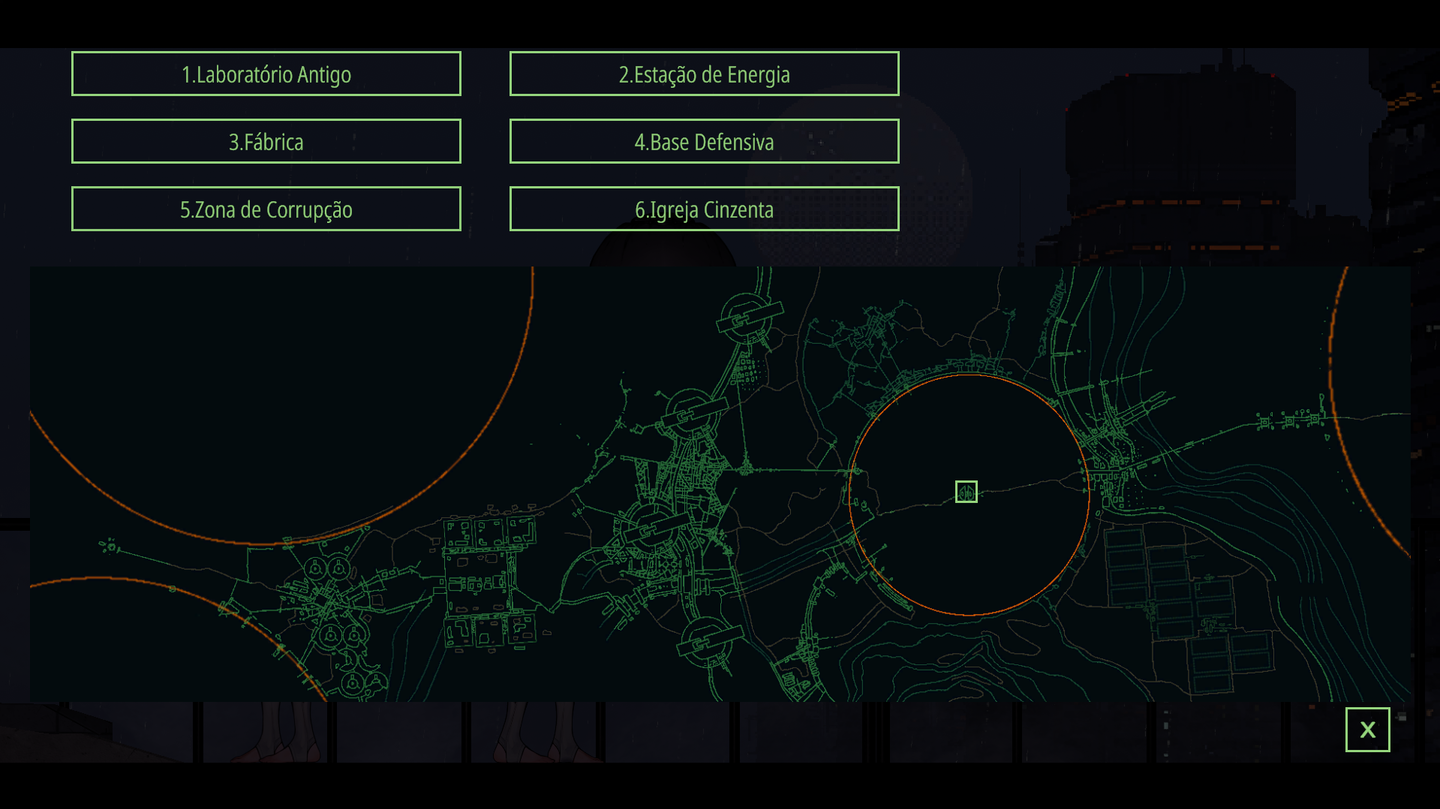 1.Laboratório Antigo
2.Estação de Energia
3.Fábrica
4.Base Defensiva
5.Zona de Corrupção
6.Igreja Cinzenta
X